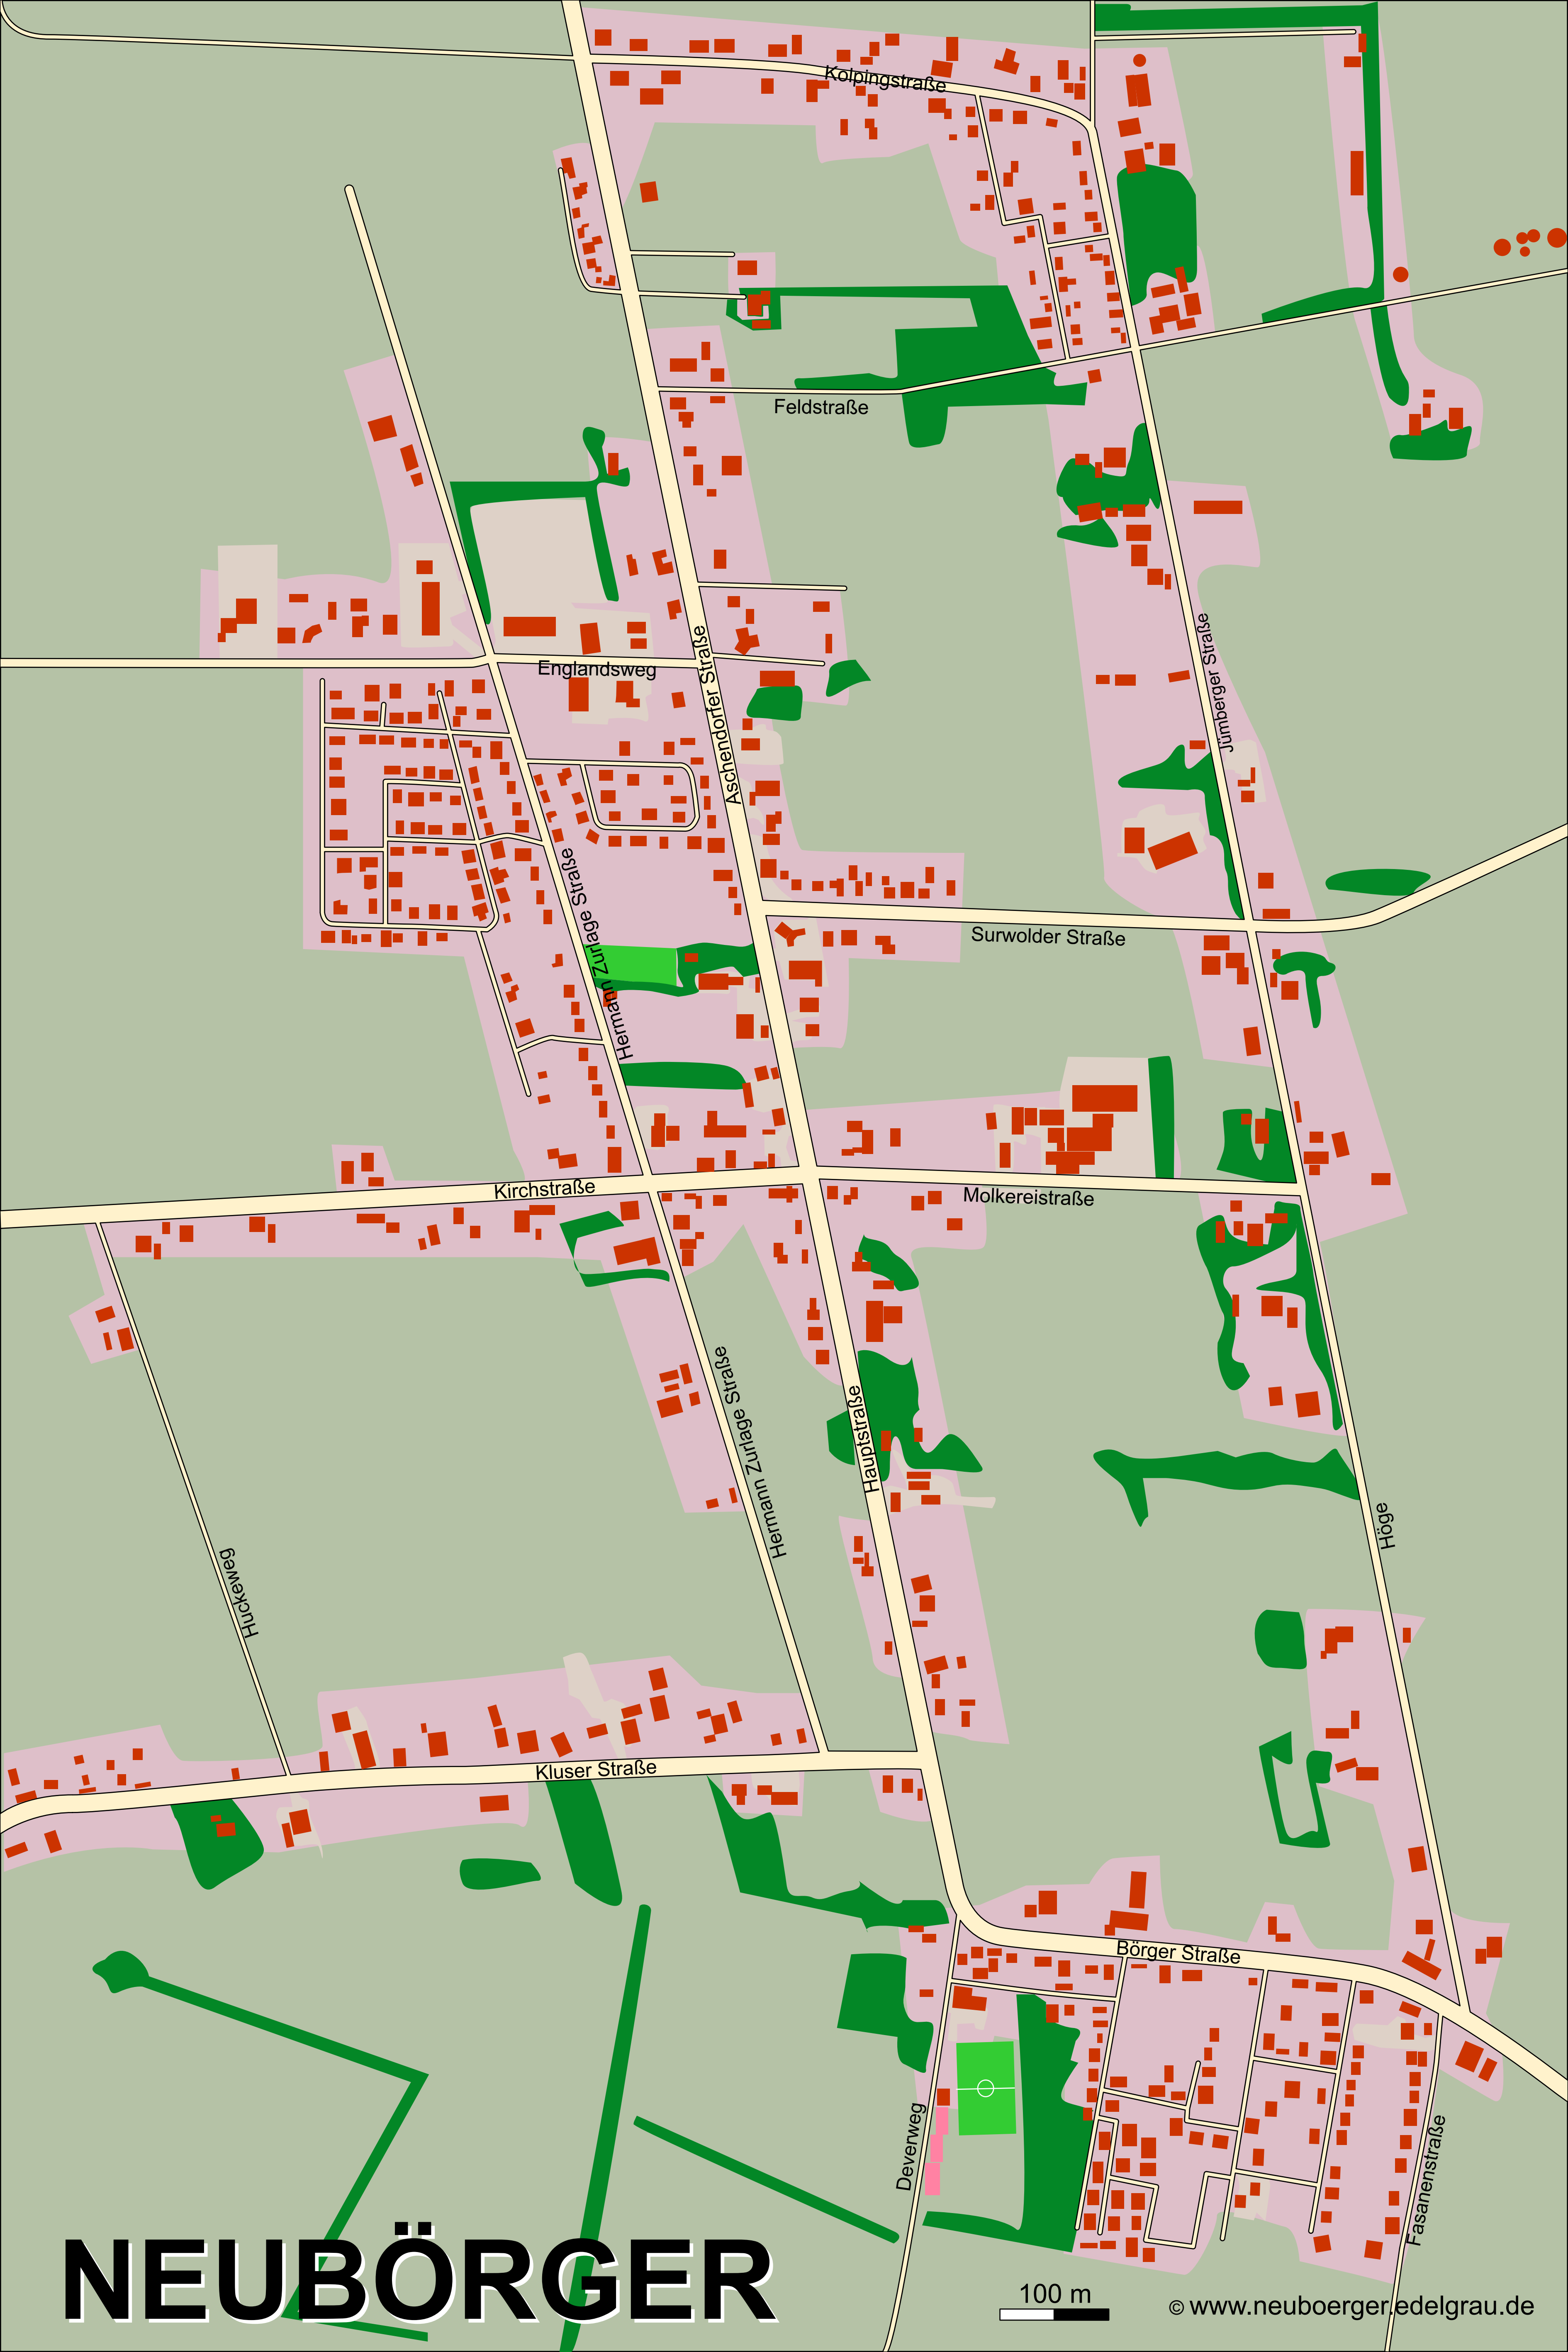 Kolpingstraße
Feldstraße
Englandsweg
Aschendorfer Straße
Jümberger Straße
Hermann Zurlage Straße
Surwolder Straße
Kirchstraße
Molkereistraße
Hermann Zurlage Straße
Hauptstraße
Höge
Huckeweg
Kluser Straße
Börger Straße
Deverweg
Fasanenstraße
NEUBÖRGER
100 m
© www.neuboerger.edelgrau.de